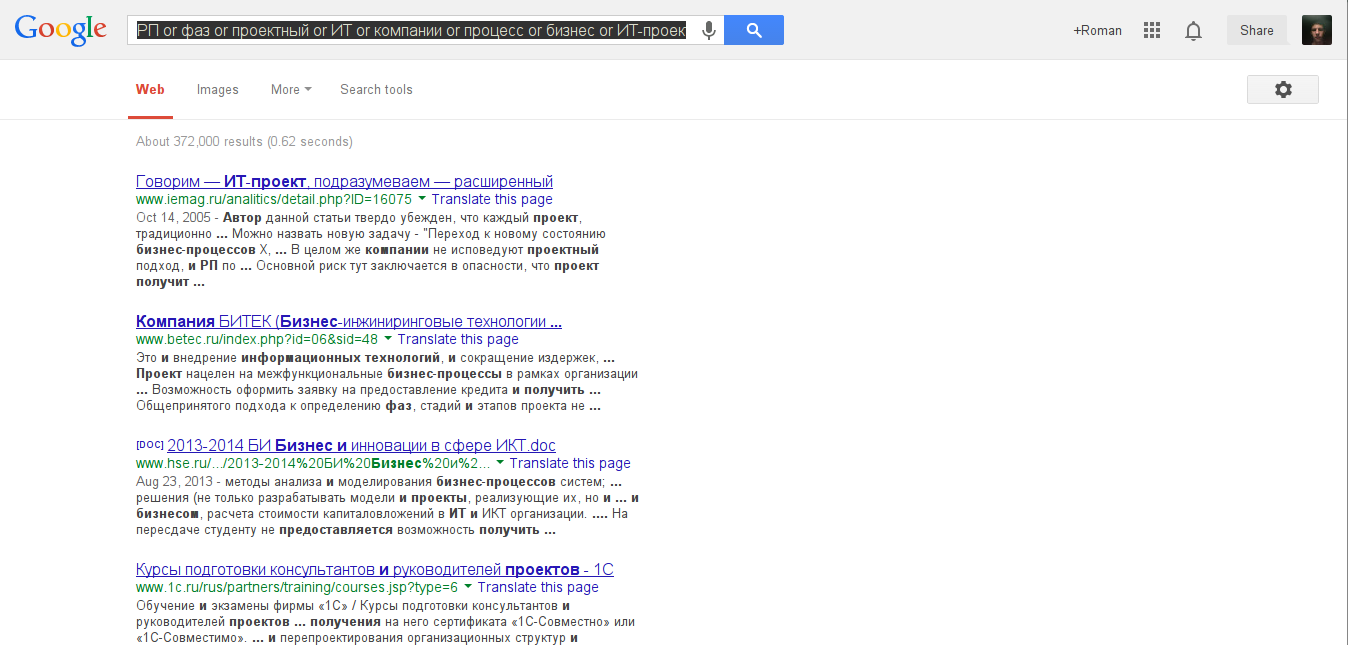 Google
РП or фаз or проектный or ИТ or компании or процесс or бизнес or ИТ-проек
+Roman
Share
Web Images More Search tools
About 372,000 results (0.62 seconds)
Говорим — ИТ-проект, подразумеваем — расширенный
www.iemag.ru/analitics/detail.php?ID=16075 Translate this page
Oct 14, 2005 - Автор данной статьи твердо убежден, что каждый проект,
традиционно ... Можно назвать новую задачу - "Переход к новому состоянию
бизнес-процессов Х, ... В целом же компании не исповедуют проектный
подход, и РП по ... Основной риск тут заключается в опасности, что проект
получит ...
Компания БИТЕК (Бизнес-инжиниринговые технологии ...
www.betec.ru/index.php?id=06&sid=48 Translate this page
Это и внедрение информационных технологий, и сокращение издержек, ...
Проект нацелен на межфункциональные бизнес-процессы в рамках организации
... Возможность оформить заявку на предоставление кредита и получить ...
Общепринятого подхода к определению фаз, стадий и этапов проекта не ...
[DOC] 2013-2014 БИ Бизнес и инновации в сфере ИКТ.doc
www.hse.ru/.../2013-2014%20БИ%20Бизнес%20и%2... Translate this page
Aug 23, 2013 - методы анализа и моделирования бизнес-процессов систем; ...
решения (не только разрабатывать модели и проекты, реализующие их, но и ... и
бизнесом, расчета стоимости капиталовложений в ИТ и ИКТ организации. .... На
пересдаче студенту не предоставляется возможность получить ...
Курсы подготовки консультантов и руководителей проектов - 1С
www.1c.ru/rus/partners/training/courses.jsp?type=6 Translate this page
Обучение и экзамены фирмы «1С» / Курсы подготовки консультантов и
руководителей проектов ... получения на него сертификата «1С-Совместно» или
«1С-Совместимо». ... и перепроектирования организационных структур и